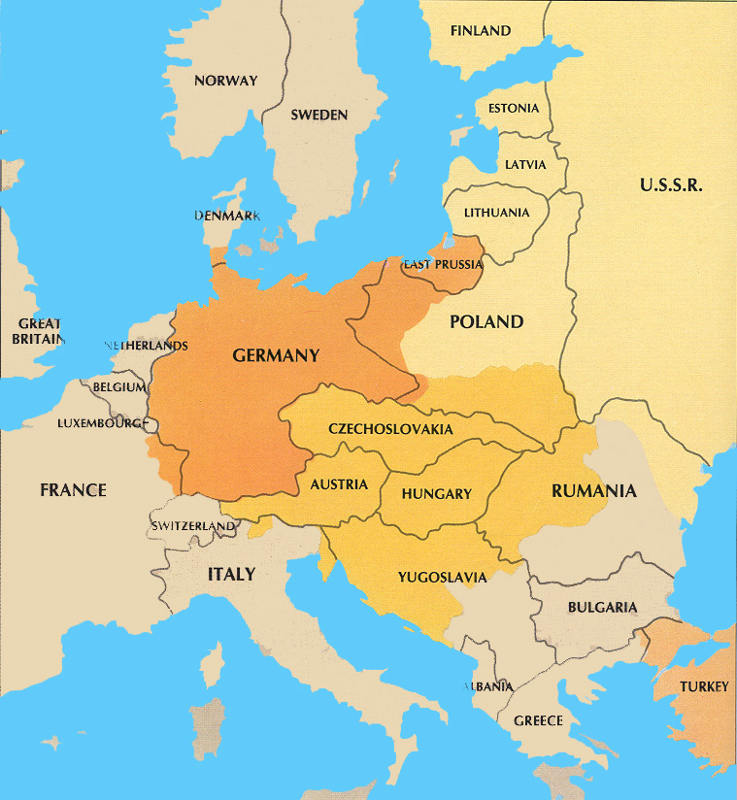 FINLAND
NORWAY
SWEDEN
ESTONIA
LATVIA
U.S.S.R.
LITHUANIA
DENMARK
EAST PRUSSIA
POLAND
GREAT
BRITAIN
NETHERLANDS
GERMANY
BELGIUM
LUXEMBOURG
CZECHOSLOVAKIA
FRANCE
AUSTRIA
HUNGARY
RUMANIA
SWITZERLAND
ITALY
YUGOSLAVIA
BULGARIA
ALBANIA
TURKEY
GREECE